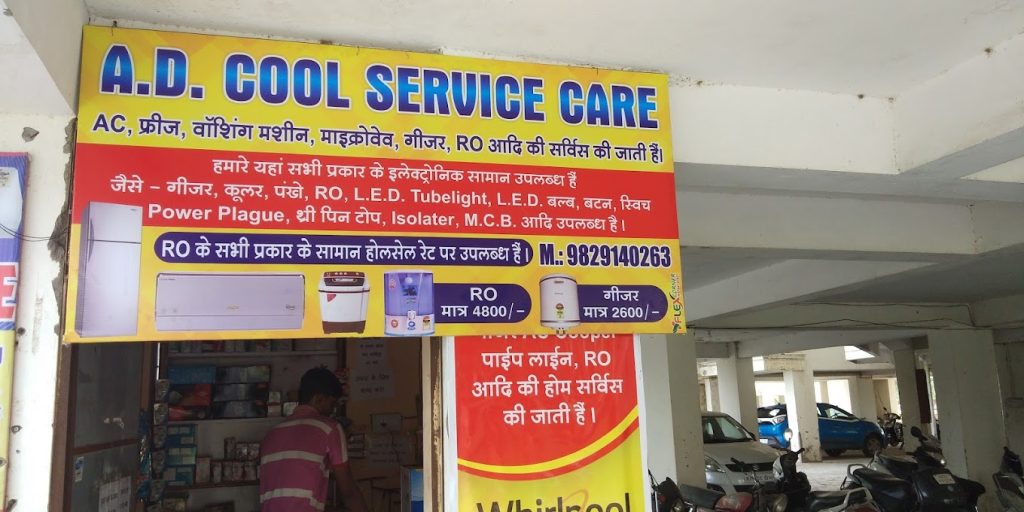 A.D. COOL SERVICE CARE
AC, फ्रीज, वॉशिंग मशीन, माइक्रोवेव, गीजर, RO आदि की सर्विस की जाती हैं।
हमारे यहां सभी प्रकार के इलेक्ट्रोनिक सामान उपलब्ध हैं
जैसे – गीजर, कूलर, पंखे, RO, L.E.D. Tubelight, L.E.D. बल्ब, बटन, स्विच
Power Plague, थ्री पिन टोप, Isolater, M.C.B. आदि उपलब्ध है।
RO के सभी प्रकार के सामान होलसेल रेट पर उपलब्ध हैं। M.: 9829140263
RO
मात्र 4800/-
गीजर
मात्र 2600/-
FLEX
पाईप लाईन, RO
आदि की होम सर्विस
की जाती हैं।
Whirlpool